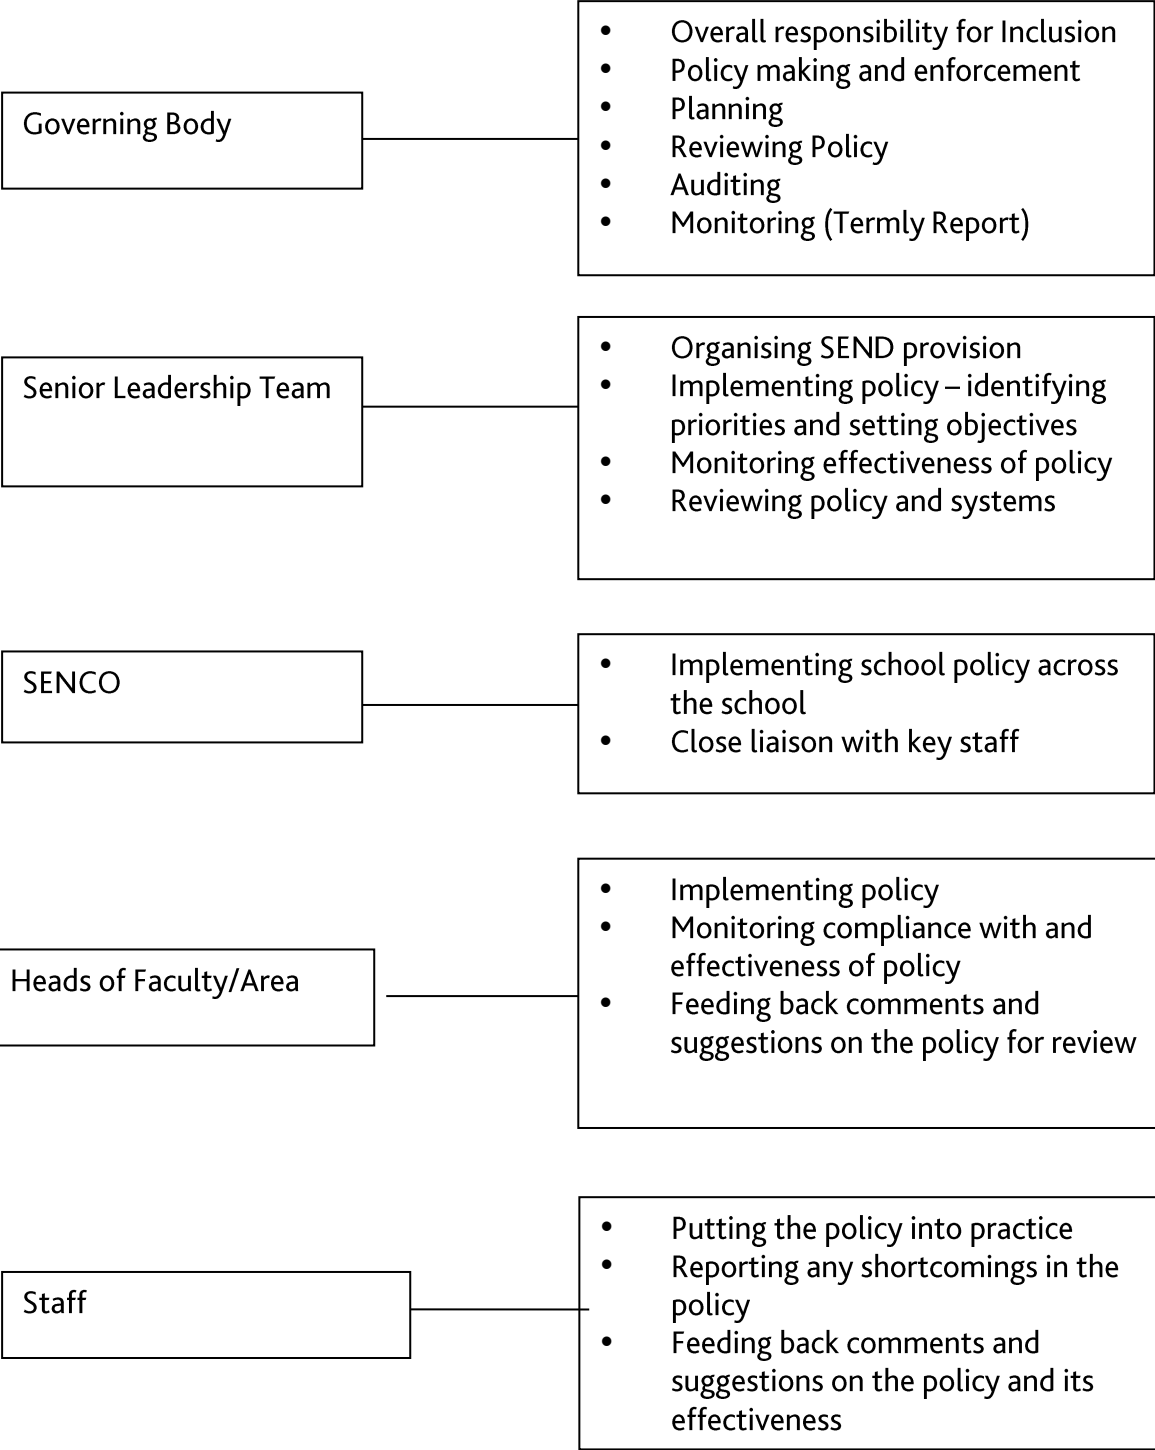 Governing Body
• Overall responsibility for Inclusion
• Policy making and enforcement
• Planning
• Reviewing Policy
• Auditing
• Monitoring (Termly Report)
Senior Leadership Team
• Organising SEND provision
• Implementing policy – identifying
priorities and setting objectives
• Monitoring effectiveness of policy
• Reviewing policy and systems
SENCO
• Implementing school policy across
the school
• Close liaison with key staff
Heads of Faculty/Area
• Implementing policy
• Monitoring compliance with and
effectiveness of policy
• Feeding back comments and
suggestions on the policy for review
Staff
• Putting the policy into practice
• Reporting any shortcomings in the
policy
• Feeding back comments and
suggestions on the policy and its
effectiveness